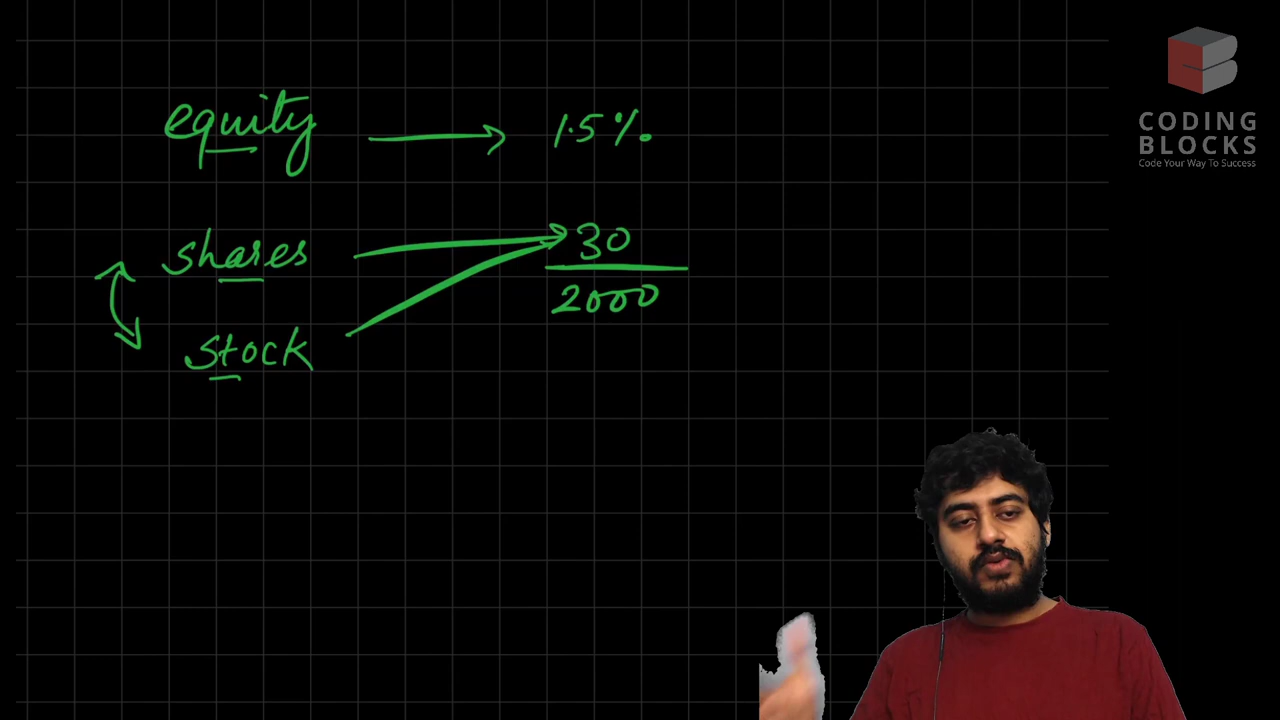 equity → 1.5%
shares → 30
2000
stock
CODING
BLOCKS
Code Your Way To Success